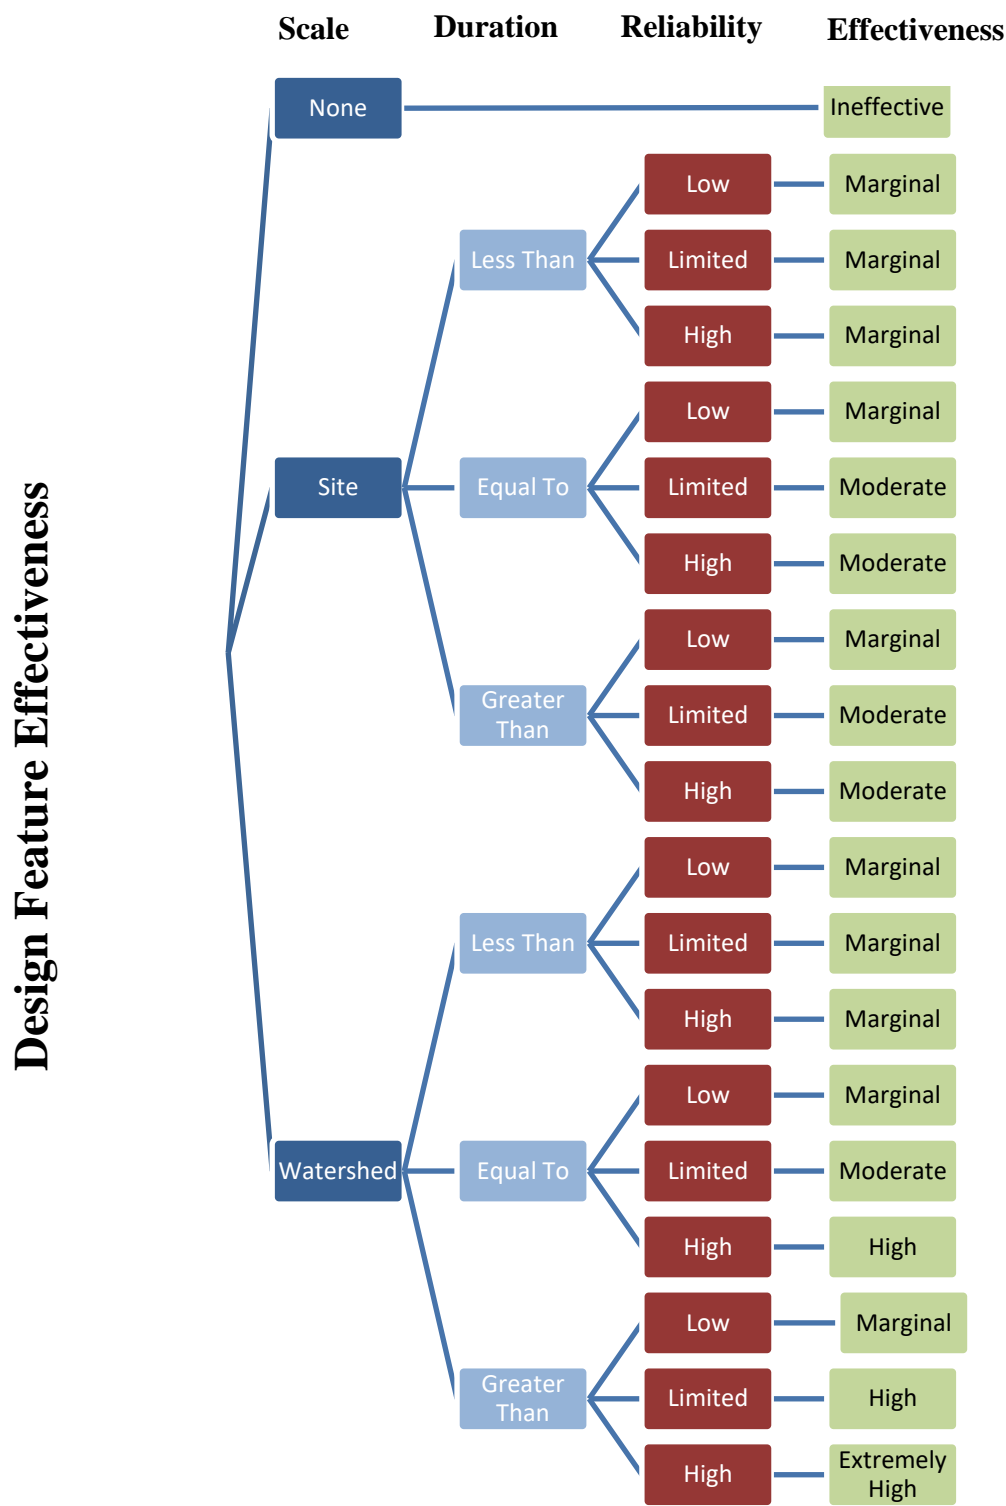 Scale Duration Reliability Effectiveness
Design Feature Effectiveness
None Ineffective
Low Marginal
Less Than Limited Marginal
High Marginal
Low Marginal
Site Equal To Limited Moderate
High Moderate
Low Marginal
Greater
Than
Limited Moderate
High Moderate
Low Marginal
Less Than Limited Marginal
High Marginal
Low Marginal
Watershed Equal To Limited Moderate
High High
Low Marginal
Greater
Than
Limited High
High
Extremely
High